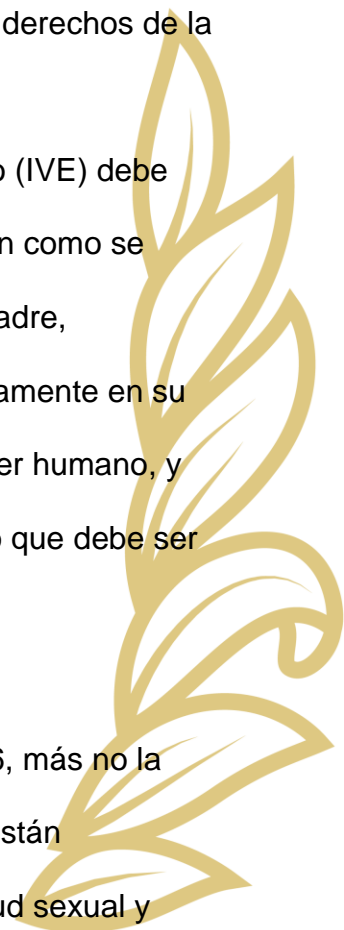 derechos de la
o (IVE) debe
n como se
adre,
amente en su
er humano, y
o que debe ser
6, más no la
stán
ud sexual y